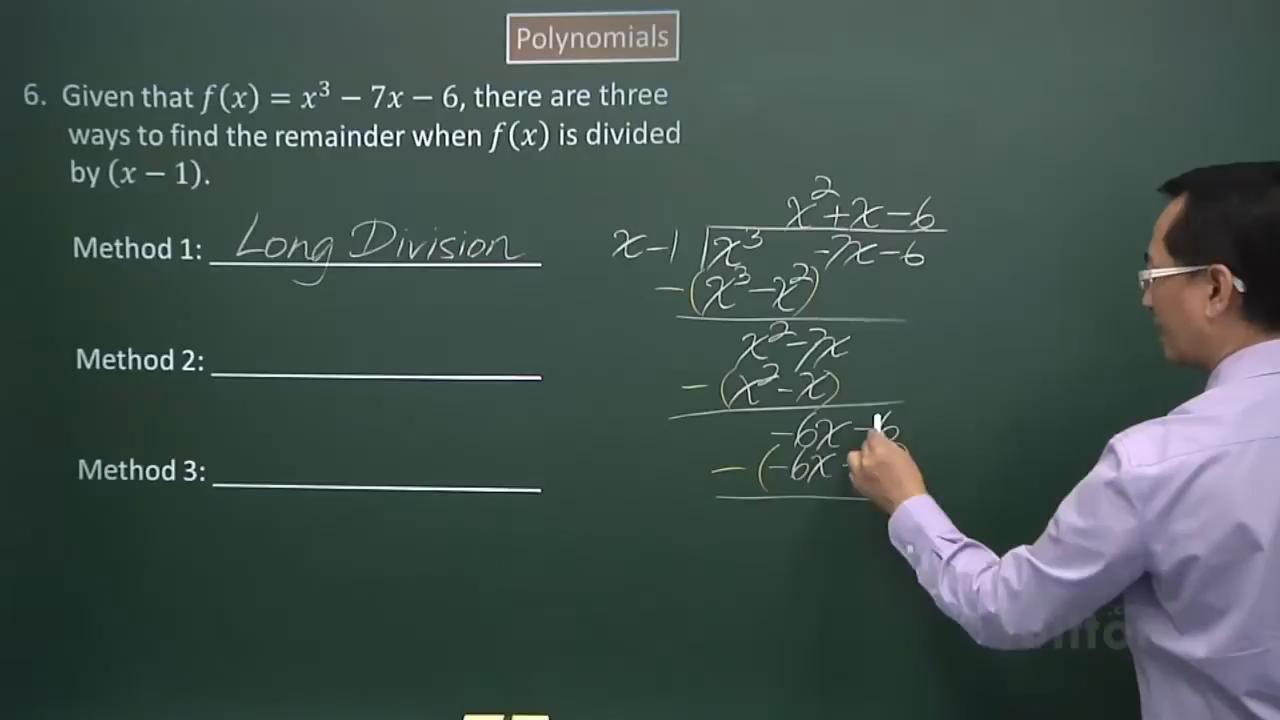 Polynomials
6. Given that f(x) = x³ − 7x − 6, there are three
ways to find the remainder when f(x) is divided
by (x − 1).
Method 1: Long Division
Method 2:
Method 3:
x² + x − 6
x − 1 x³ −7x − 6
− (x³ − x²)
x² − 7x
− (x² − x)
−6x − 6
− (−6x